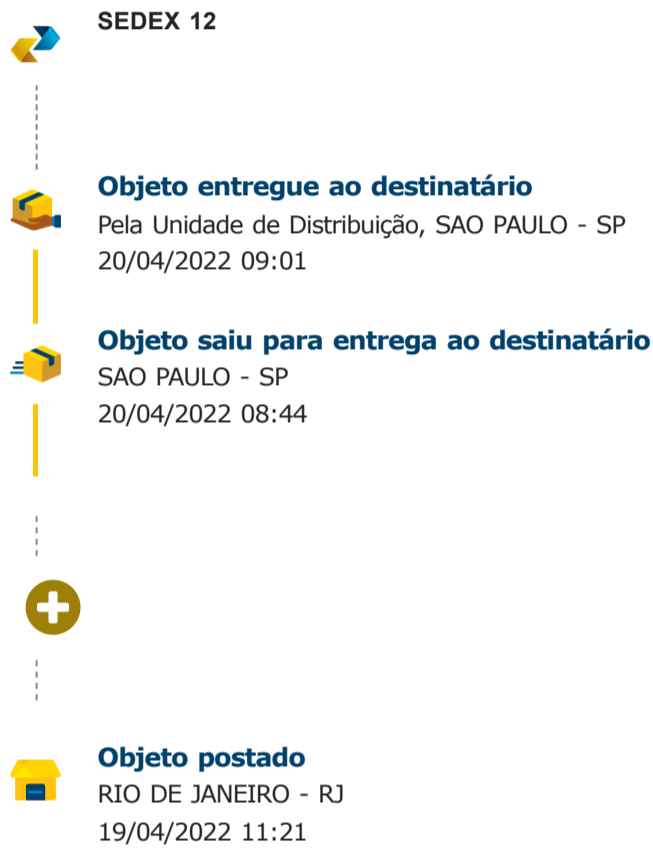 SEDEX 12
Objeto entregue ao destinatário
Pela Unidade de Distribuição, SAO PAULO - SP
20/04/2022 09:01
Objeto saiu para entrega ao destinatário
SAO PAULO - SP
20/04/2022 08:44
Objeto postado
RIO DE JANEIRO - RJ
19/04/2022 11:21